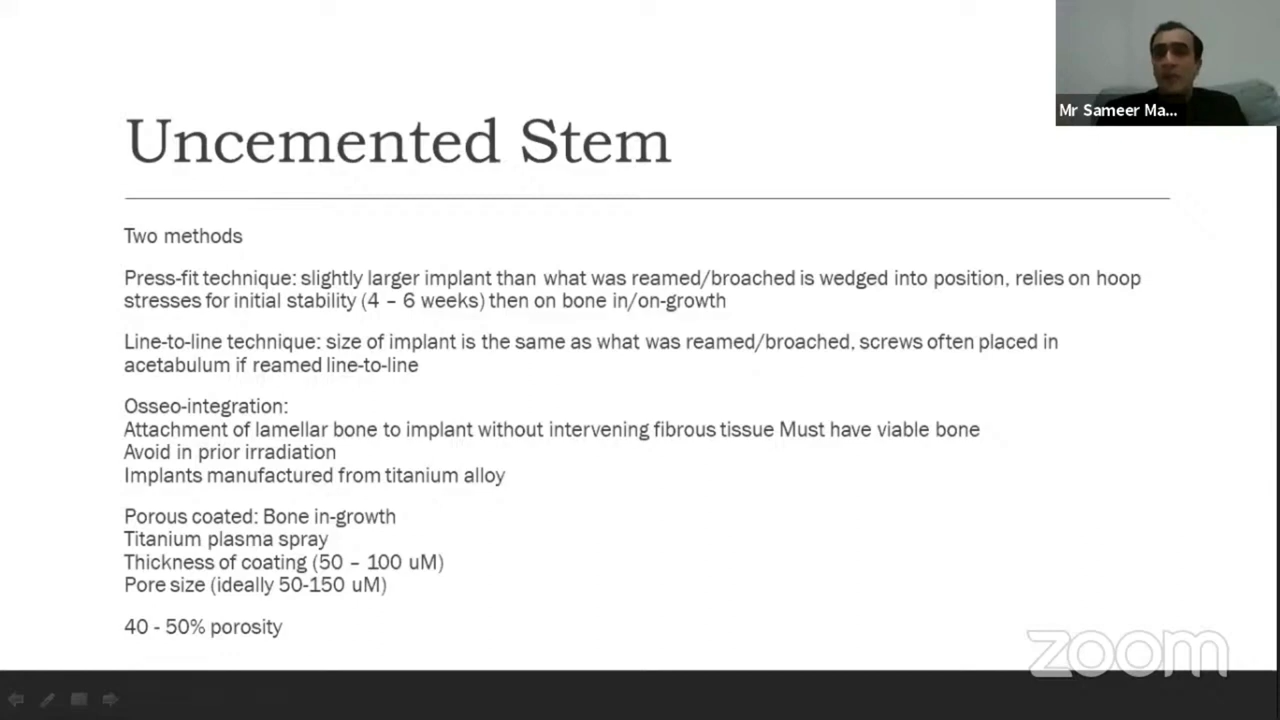 Mr Sameer Ma...
Uncemented Stem
Two methods
Press-fit technique: slightly larger implant than what was reamed/broached is wedged into position, relies on hoop
stresses for initial stability (4 – 6 weeks) then on bone in/on-growth
Line-to-line technique: size of implant is the same as what was reamed/broached, screws often placed in
acetabulum if reamed line-to-line
Osseo-integration:
Attachment of lamellar bone to implant without intervening fibrous tissue Must have viable bone
Avoid in prior irradiation
Implants manufactured from titanium alloy
Porous coated: Bone in-growth
Titanium plasma spray
Thickness of coating (50 – 100 uM)
Pore size (ideally 50-150 uM)
40 - 50% porosity
zoom